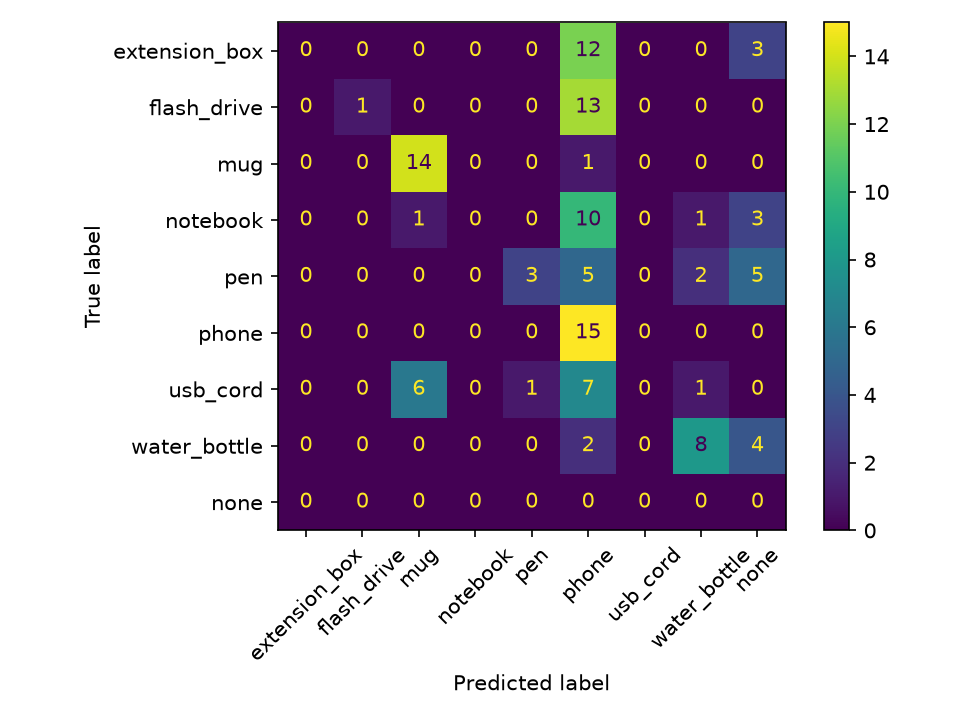 extension_box 0 0 0 0 0 12 0 0 3
flash_drive 0 1 0 0 0 13 0 0 0
mug 0 0 14 0 0 1 0 0 0
notebook 0 0 1 0 0 10 0 1 3
pen 0 0 0 0 3 5 0 2 5
phone 0 0 0 0 0 15 0 0 0
usb_cord 0 0 6 0 1 7 0 1 0
water_bottle 0 0 0 0 0 2 0 8 4
none 0 0 0 0 0 0 0 0 0
True label
extension_box
flash_drive
mug
notebook
pen
phone
usb_cord
water_bottle
none
Predicted label
14
12
10
8
6
4
2
0